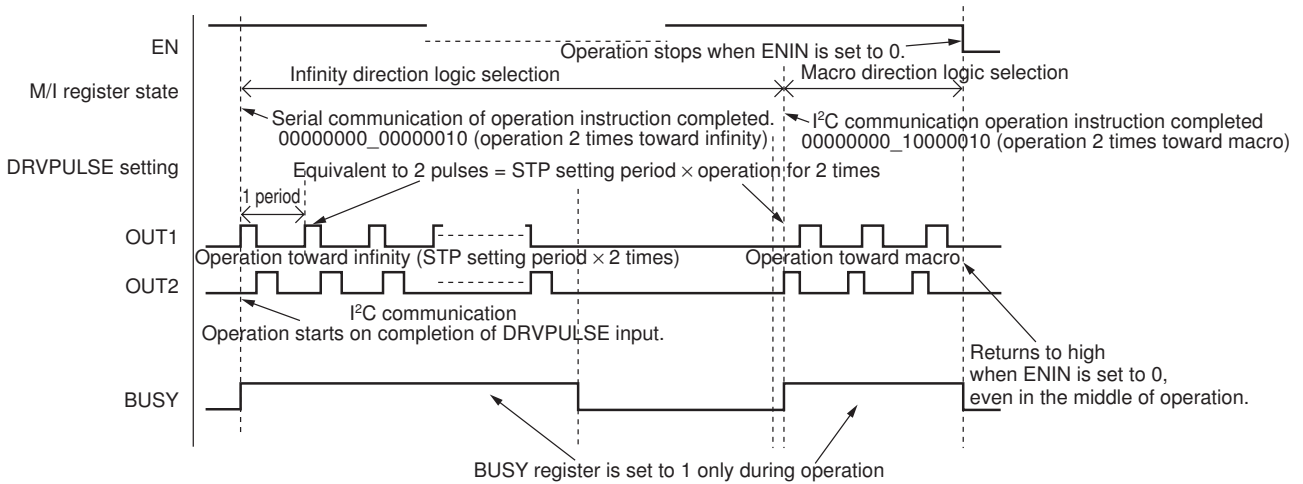 EN
Operation stops when ENIN is set to 0.
Infinity direction logic selection
Macro direction logic selection
M/I register state
Serial communication of operation instruction completed.
00000000_00000010 (operation 2 times toward infinity)
I²C communication operation instruction completed
00000000_10000010 (operation 2 times toward macro)
DRVPULSE setting
Equivalent to 2 pulses = STP setting period × operation for 2 times
1 period
OUT1
Operation toward infinity (STP setting period × 2 times)
Operation toward macro
OUT2
I²C communication
Operation starts on completion of DRVPULSE input.
Returns to high
when ENIN is set to 0,
even in the middle of operation.
BUSY
BUSY register is set to 1 only during operation